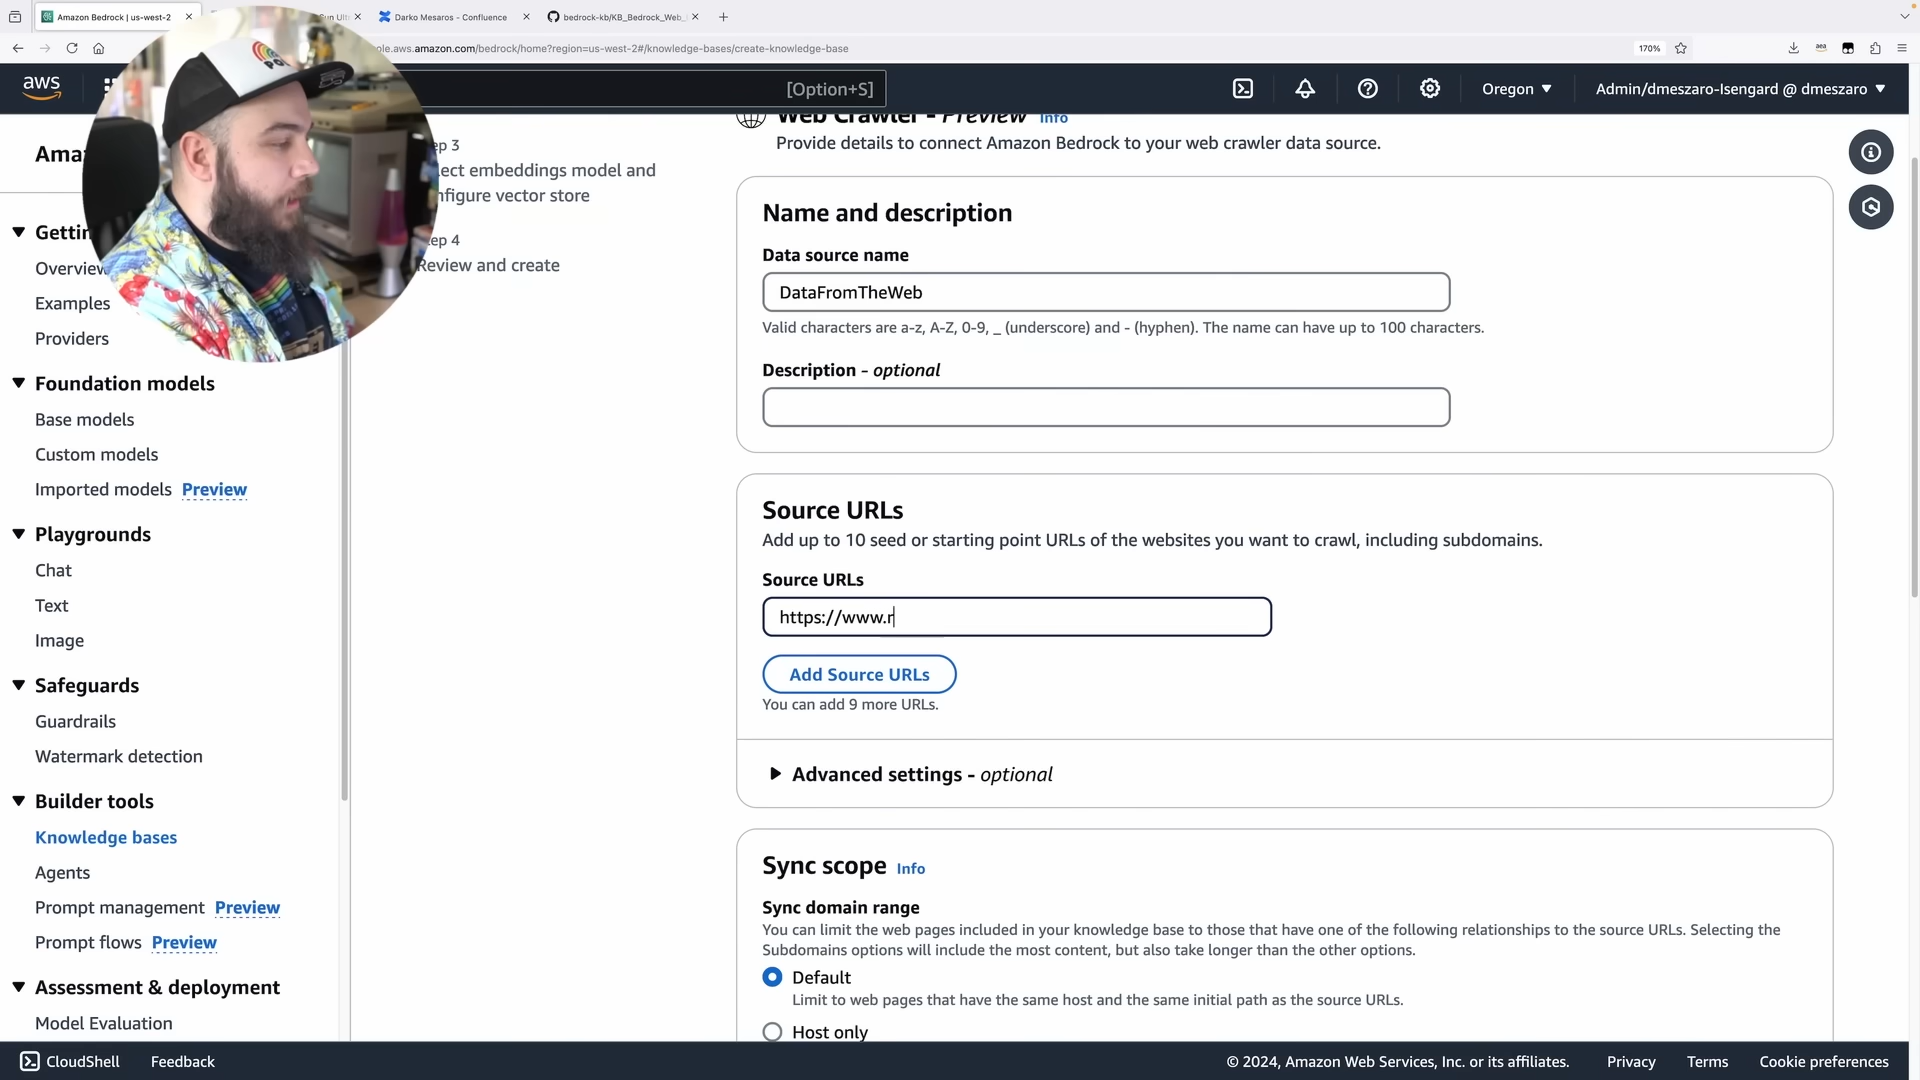 Amazon Bedrock | us-west-2
Darko Mesaros - Confluence
bedrock-kb/KB_Bedrock_Web_
ole.aws.amazon.com/bedrock/home?region=us-west-2#/knowledge-bases/create-knowledge-base
170%
aws
[Option+S]
Oregon
Admin/dmeszaro-Isengard @ dmeszaro
Amaz
Gettin
Overview
Examples
Providers
Foundation models
Base models
Custom models
Imported models Preview
Playgrounds
Chat
Text
Image
Safeguards
Guardrails
Watermark detection
Builder tools
Knowledge bases
Agents
Prompt management Preview
Prompt flows Preview
Assessment & deployment
Model Evaluation
ep 3
lect embeddings model and
nfigure vector store
tep 4
Review and create
Web Crawler - Preview Info
Provide details to connect Amazon Bedrock to your web crawler data source.
Name and description
Data source name
DataFromTheWeb
Valid characters are a-z, A-Z, 0-9, _ (underscore) and - (hyphen). The name can have up to 100 characters.
Description - optional
Source URLs
Add up to 10 seed or starting point URLs of the websites you want to crawl, including subdomains.
Source URLs
https://www.r
Add Source URLs
You can add 9 more URLs.
Advanced settings - optional
Sync scope Info
Sync domain range
You can limit the web pages included in your knowledge base to those that have one of the following relationships to the source URLs. Selecting the
Subdomains options will include the most content, but also take longer than the other options.
Default
Limit to web pages that have the same host and the same initial path as the source URLs.
Host only
CloudShell
Feedback
© 2024, Amazon Web Services, Inc. or its affiliates.
Privacy
Terms
Cookie preferences